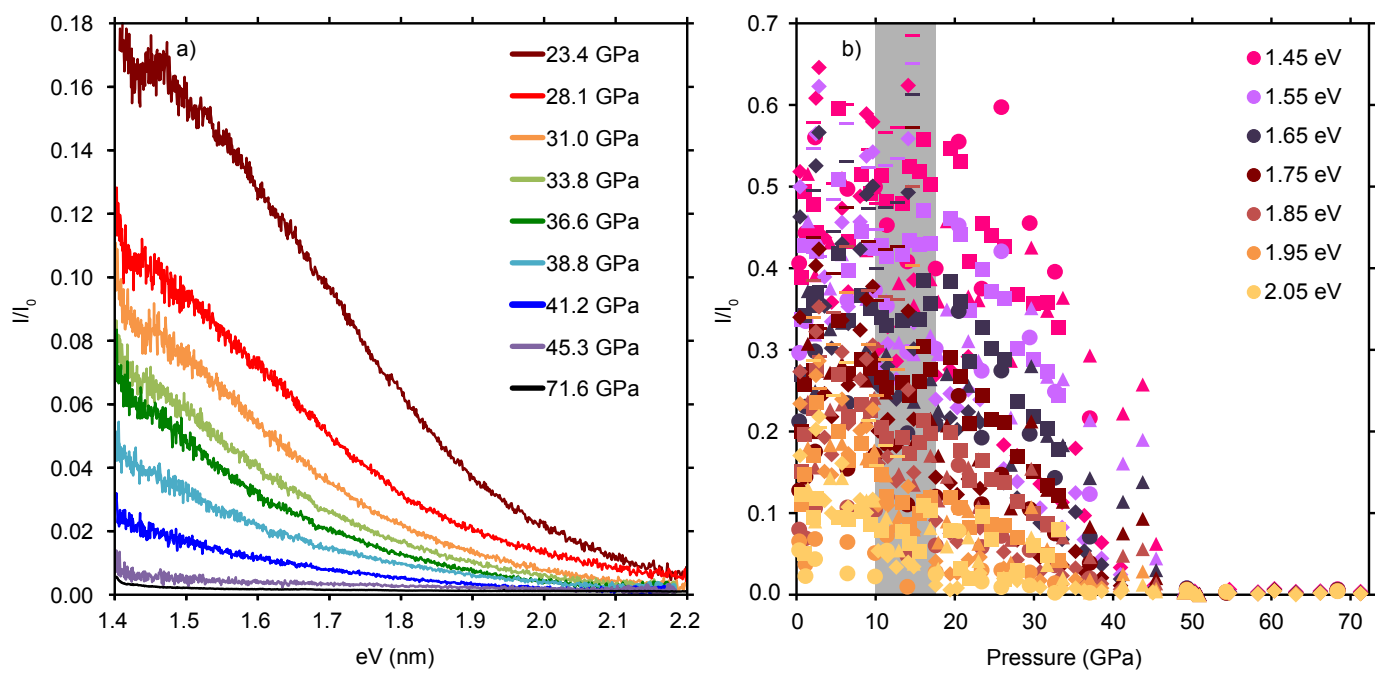 a)
I/I₀
0.18
0.16
0.14
0.12
0.10
0.08
0.06
0.04
0.02
0.00
1.4 1.5 1.6 1.7 1.8 1.9 2.0 2.1 2.2
eV (nm)
23.4 GPa
28.1 GPa
31.0 GPa
33.8 GPa
36.6 GPa
38.8 GPa
41.2 GPa
45.3 GPa
71.6 GPa
b)
I/I₀
0.7
0.6
0.5
0.4
0.3
0.2
0.1
0.0
0 10 20 30 40 50 60 70
Pressure (GPa)
1.45 eV
1.55 eV
1.65 eV
1.75 eV
1.85 eV
1.95 eV
2.05 eV